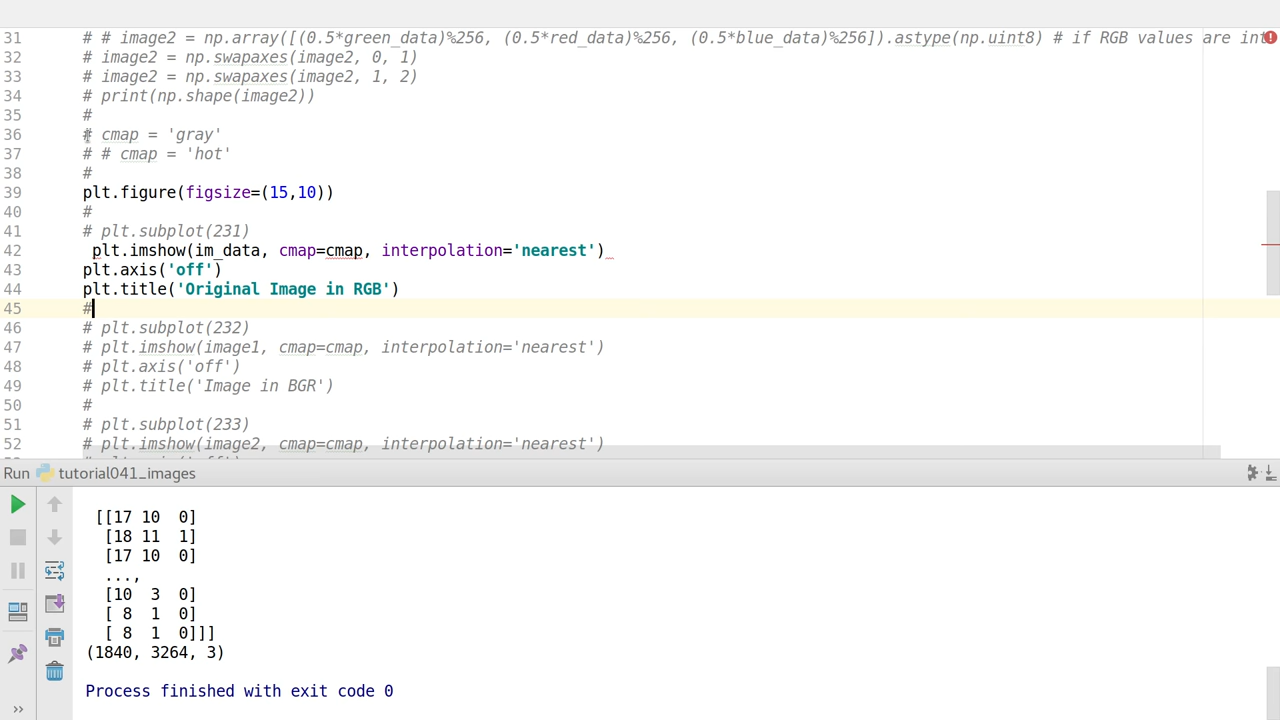 31 # # image2 = np.array([(0.5*green_data)%256, (0.5*red_data)%256, (0.5*blue_data)%256]).astype(np.uint8) # if RGB values are int
32 # image2 = np.swapaxes(image2, 0, 1)
33 # image2 = np.swapaxes(image2, 1, 2)
34 # print(np.shape(image2))
35 #
36 # cmap = 'gray'
37 # # cmap = 'hot'
38 #
39 plt.figure(figsize=(15,10))
40 #
41 # plt.subplot(231)
42 plt.imshow(im_data, cmap=cmap, interpolation='nearest')
43 plt.axis('off')
44 plt.title('Original Image in RGB')
45 #
46 # plt.subplot(232)
47 # plt.imshow(image1, cmap=cmap, interpolation='nearest')
48 # plt.axis('off')
49 # plt.title('Image in BGR')
50 #
51 # plt.subplot(233)
52 # plt.imshow(image2, cmap=cmap, interpolation='nearest')
Run tutorial041_images
[[17 10 0]
[18 11 1]
[17 10 0]
...,
[10 3 0]
[ 8 1 0]
[ 8 1 0]]]
(1840, 3264, 3)
Process finished with exit code 0